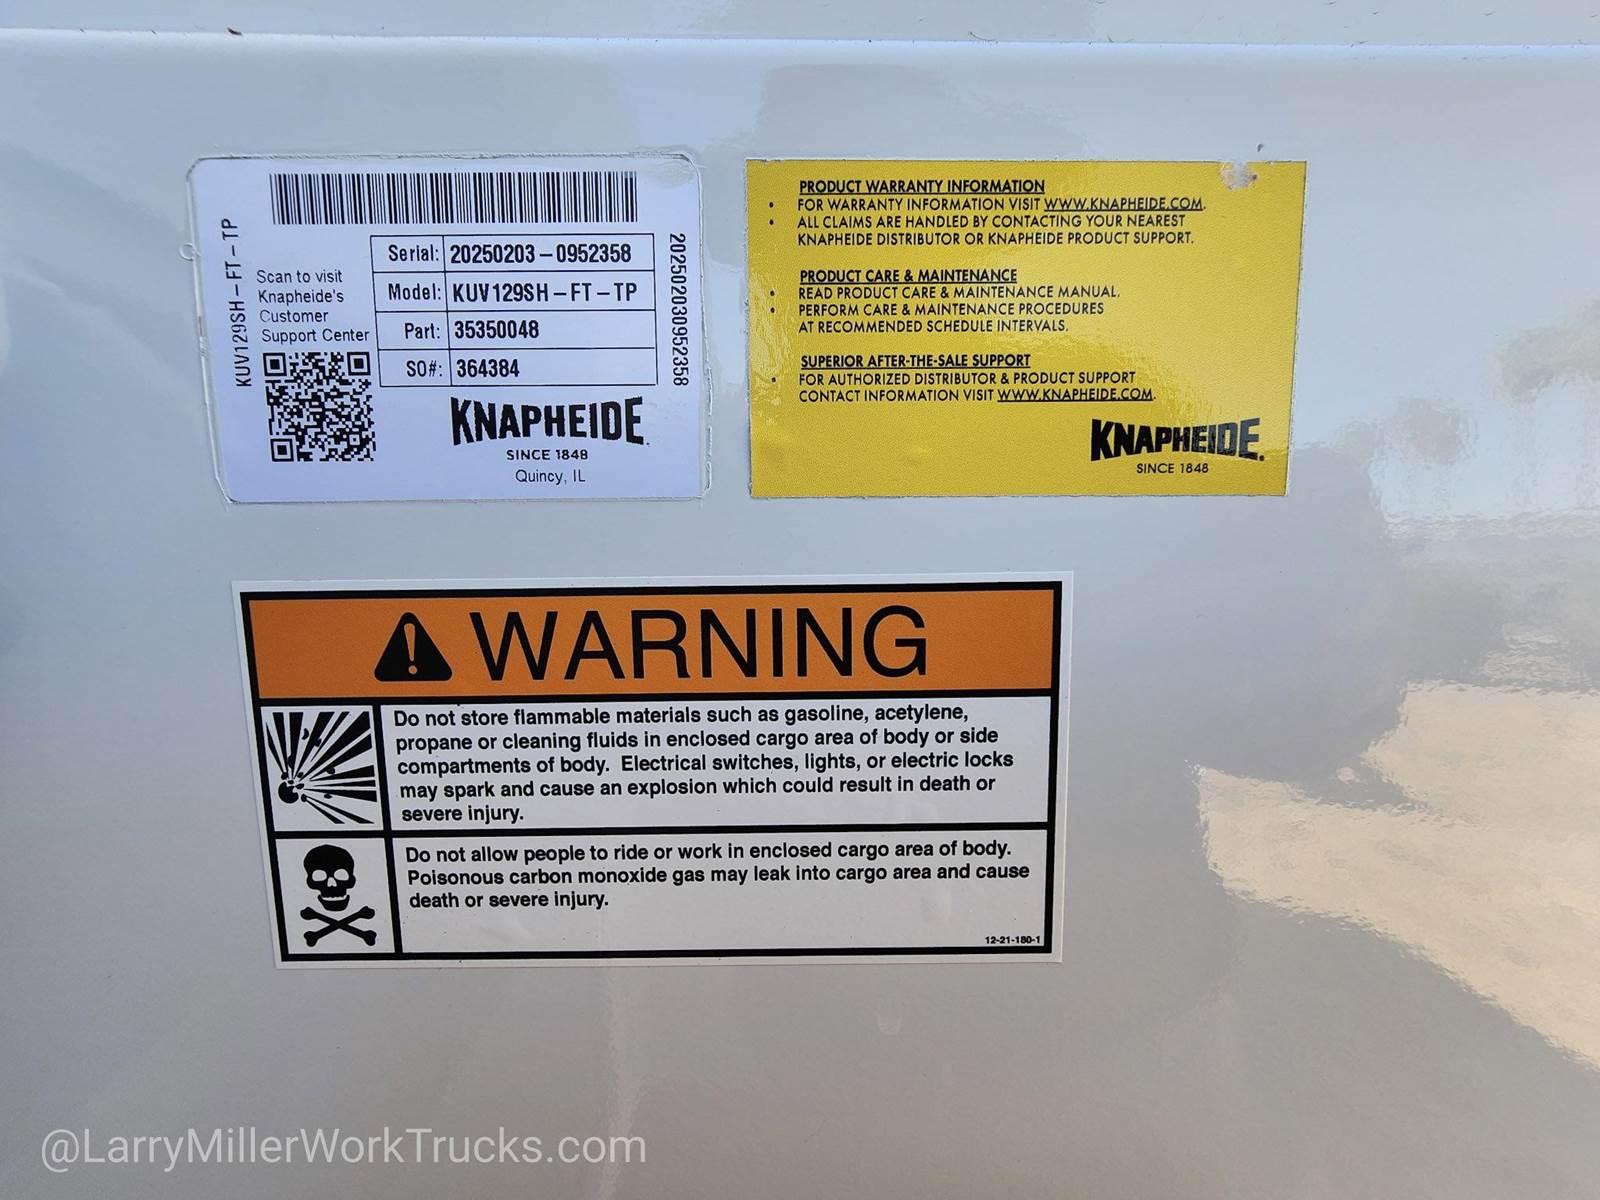 KUV129SH-FT-TP
Scan to visit
Knapheide's
Customer
Support Center
Serial: 20250203-0952358
Model: KUV129SH-FT-TP
Part: 35350048
SO#: 364384
202502030952358
KNAPHEIDE
SINCE 1848
Quincy, IL
PRODUCT WARRANTY INFORMATION
• FOR WARRANTY INFORMATION VISIT WWW.KNAPHEIDE.COM.
• ALL CLAIMS ARE HANDLED BY CONTACTING YOUR NEAREST
KNAPHEIDE DISTRIBUTOR OR KNAPHEIDE PRODUCT SUPPORT.
PRODUCT CARE & MAINTENANCE
• READ PRODUCT CARE & MAINTENANCE MANUAL.
• PERFORM CARE & MAINTENANCE PROCEDURES
AT RECOMMENDED SCHEDULE INTERVALS.
SUPERIOR AFTER-THE-SALE SUPPORT
• FOR AUTHORIZED DISTRIBUTOR & PRODUCT SUPPORT
CONTACT INFORMATION VISIT WWW.KNAPHEIDE.COM.
KNAPHEIDE.
SINCE 1848
WARNING
Do not store flammable materials such as gasoline, acetylene,
propane or cleaning fluids in enclosed cargo area of body or side
compartments of body. Electrical switches, lights, or electric locks
may spark and cause an explosion which could result in death or
severe injury.
Do not allow people to ride or work in enclosed cargo area of body.
Poisonous carbon monoxide gas may leak into cargo area and cause
death or severe injury.
12-21-180-1
@LarryMillerWorkTrucks.com